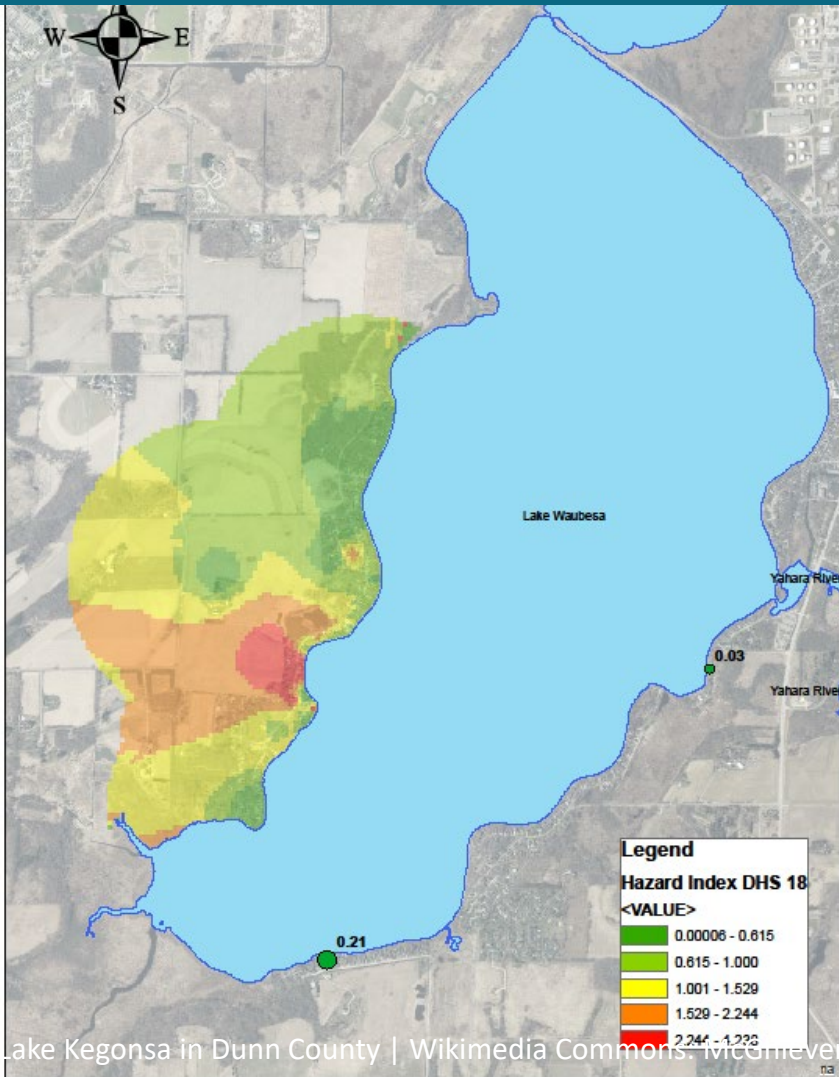 W E
S
Lake Waubesa
Yahara River
0.03
Yahara River
0.21
Legend
Hazard Index DHS 18
<VALUE>
0.00006 - 0.615
0.615 - 1.000
1.001 - 1.529
1.529 - 2.244
Lake Kegonsa in Dunn County | Wikimedia Commons: